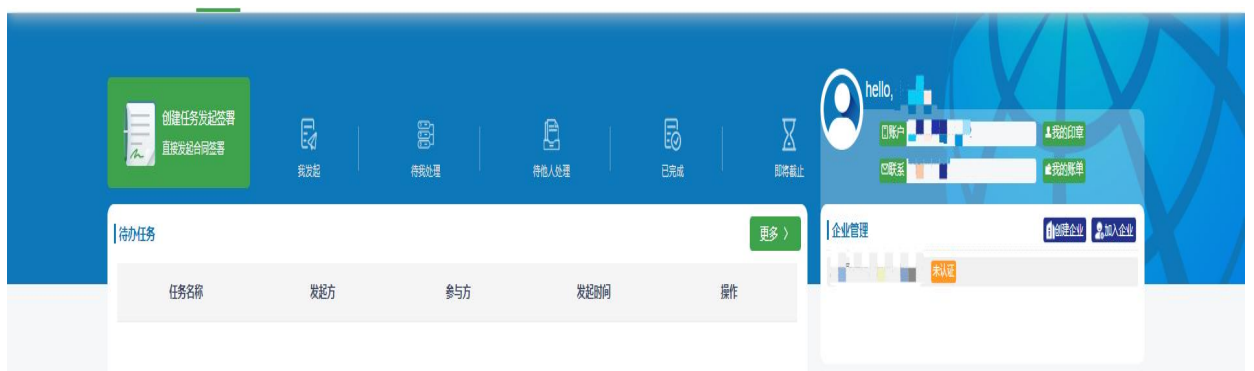 创建任务发起签署
直接发起合同签署
我发起
待我处理
待他人处理
已完成
即将截止
hello,
账户
我的印章
联系
我的账单
待办任务
更多 〉
企业管理
创建企业
加入企业
未认证
任务名称 发起方 参与方 发起时间 操作